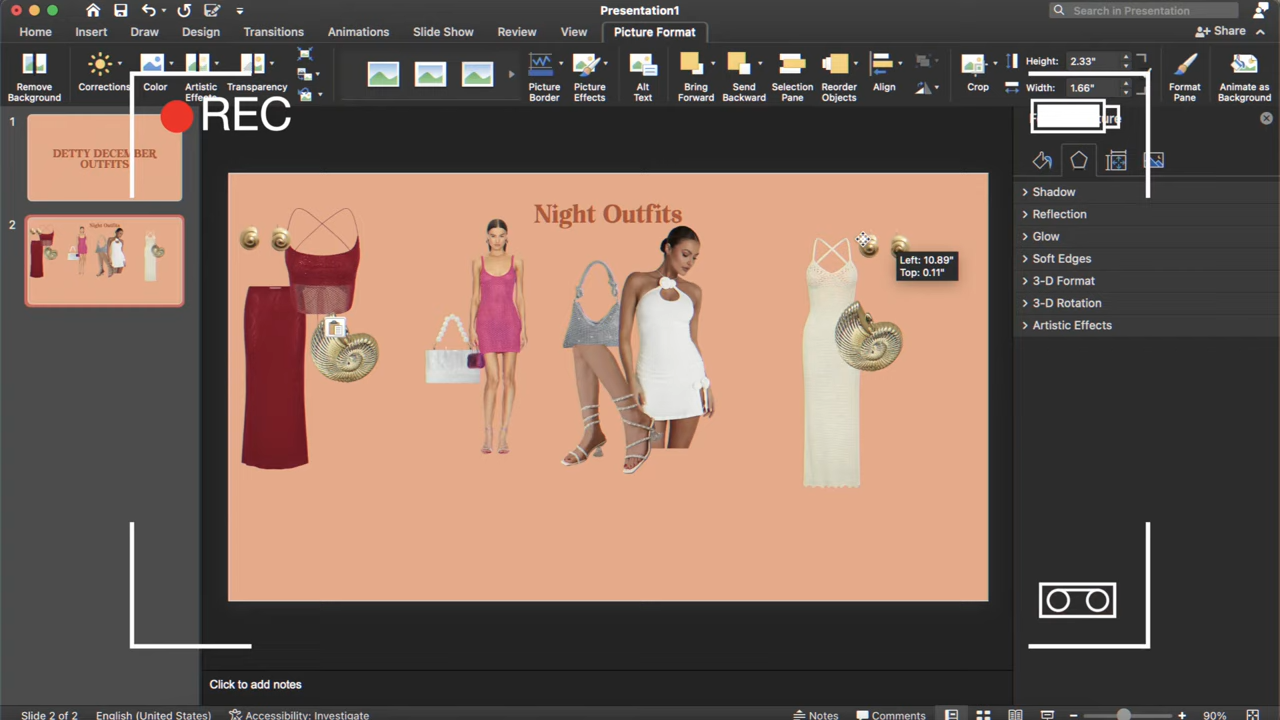 Presentation1
Search in Presentation
Home Insert Draw Design Transitions Animations Slide Show Review View Picture Format
Share
Remove Background
Corrections
Color
Artistic Effects
Transparency
Picture Border
Picture Effects
Alt Text
Bring Forward
Send Backward
Selection Pane
Reorder Objects
Align
Crop
Height: 2.33"
Width: 1.66"
Format Pane
Animate as Background
REC
1
DETTY DECEMBER
OUTFITS
2
Night Outfits
Night Outfits
Left: 10.89"
Top: 0.11"
Shadow
Reflection
Glow
Soft Edges
3-D Format
3-D Rotation
Artistic Effects
Click to add notes
Slide 2 of 2
English (United States)
Accessibility: Investigate
Notes
Comments
90%